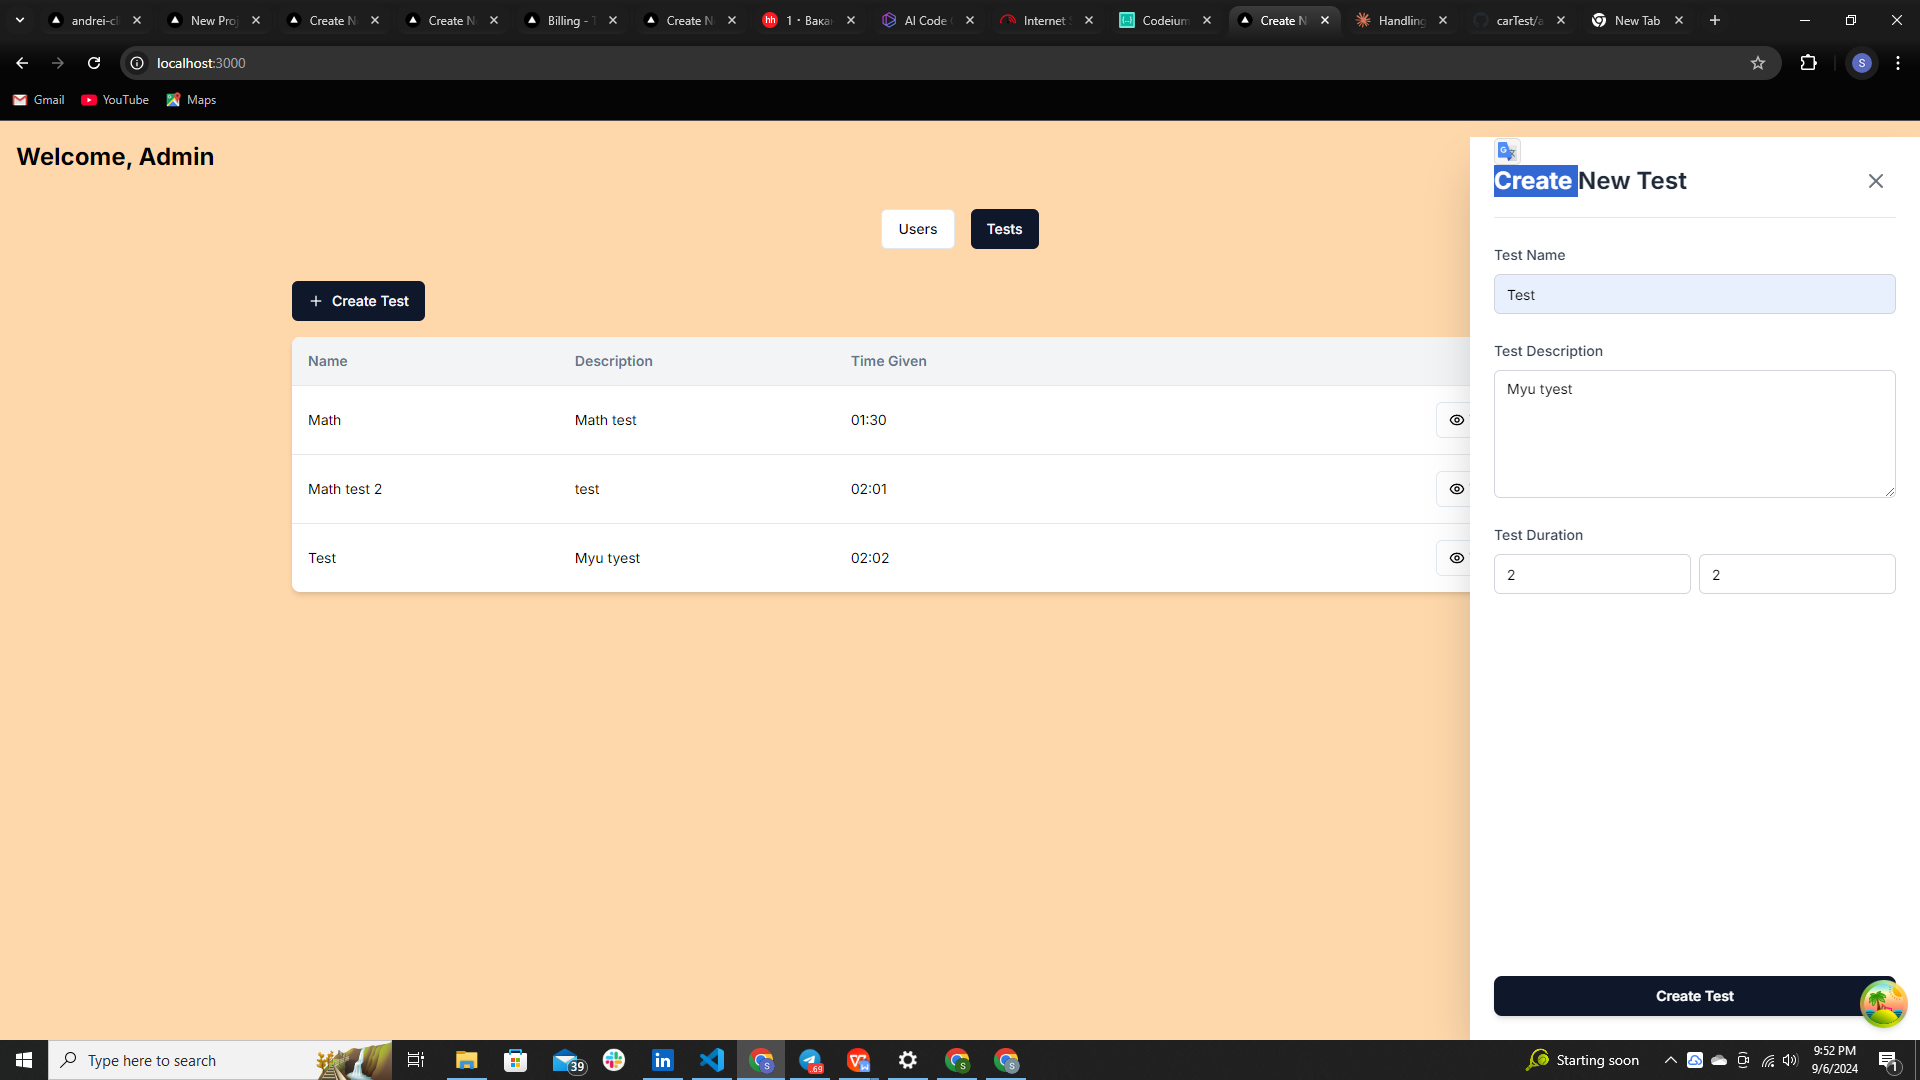 andrei-cl
New Proj
Create N
Create N
Billing - T
Create N
1 · Вакан
AI Code
Internet S
Codeium
Create N
Handling
carTest/a
New Tab
localhost:3000
S
Gmail
YouTube
Maps
Welcome, Admin
Users
Tests
+ Create Test
Name Description Time Given
Math Math test 01:30
Math test 2 test 02:01
Test Myu tyest 02:02
Create New Test
Test Name
Test
Test Description
Myu tyest
Test Duration
2 2
Create Test
Type here to search
39
69
Starting soon
9:52 PM
9/6/2024
1